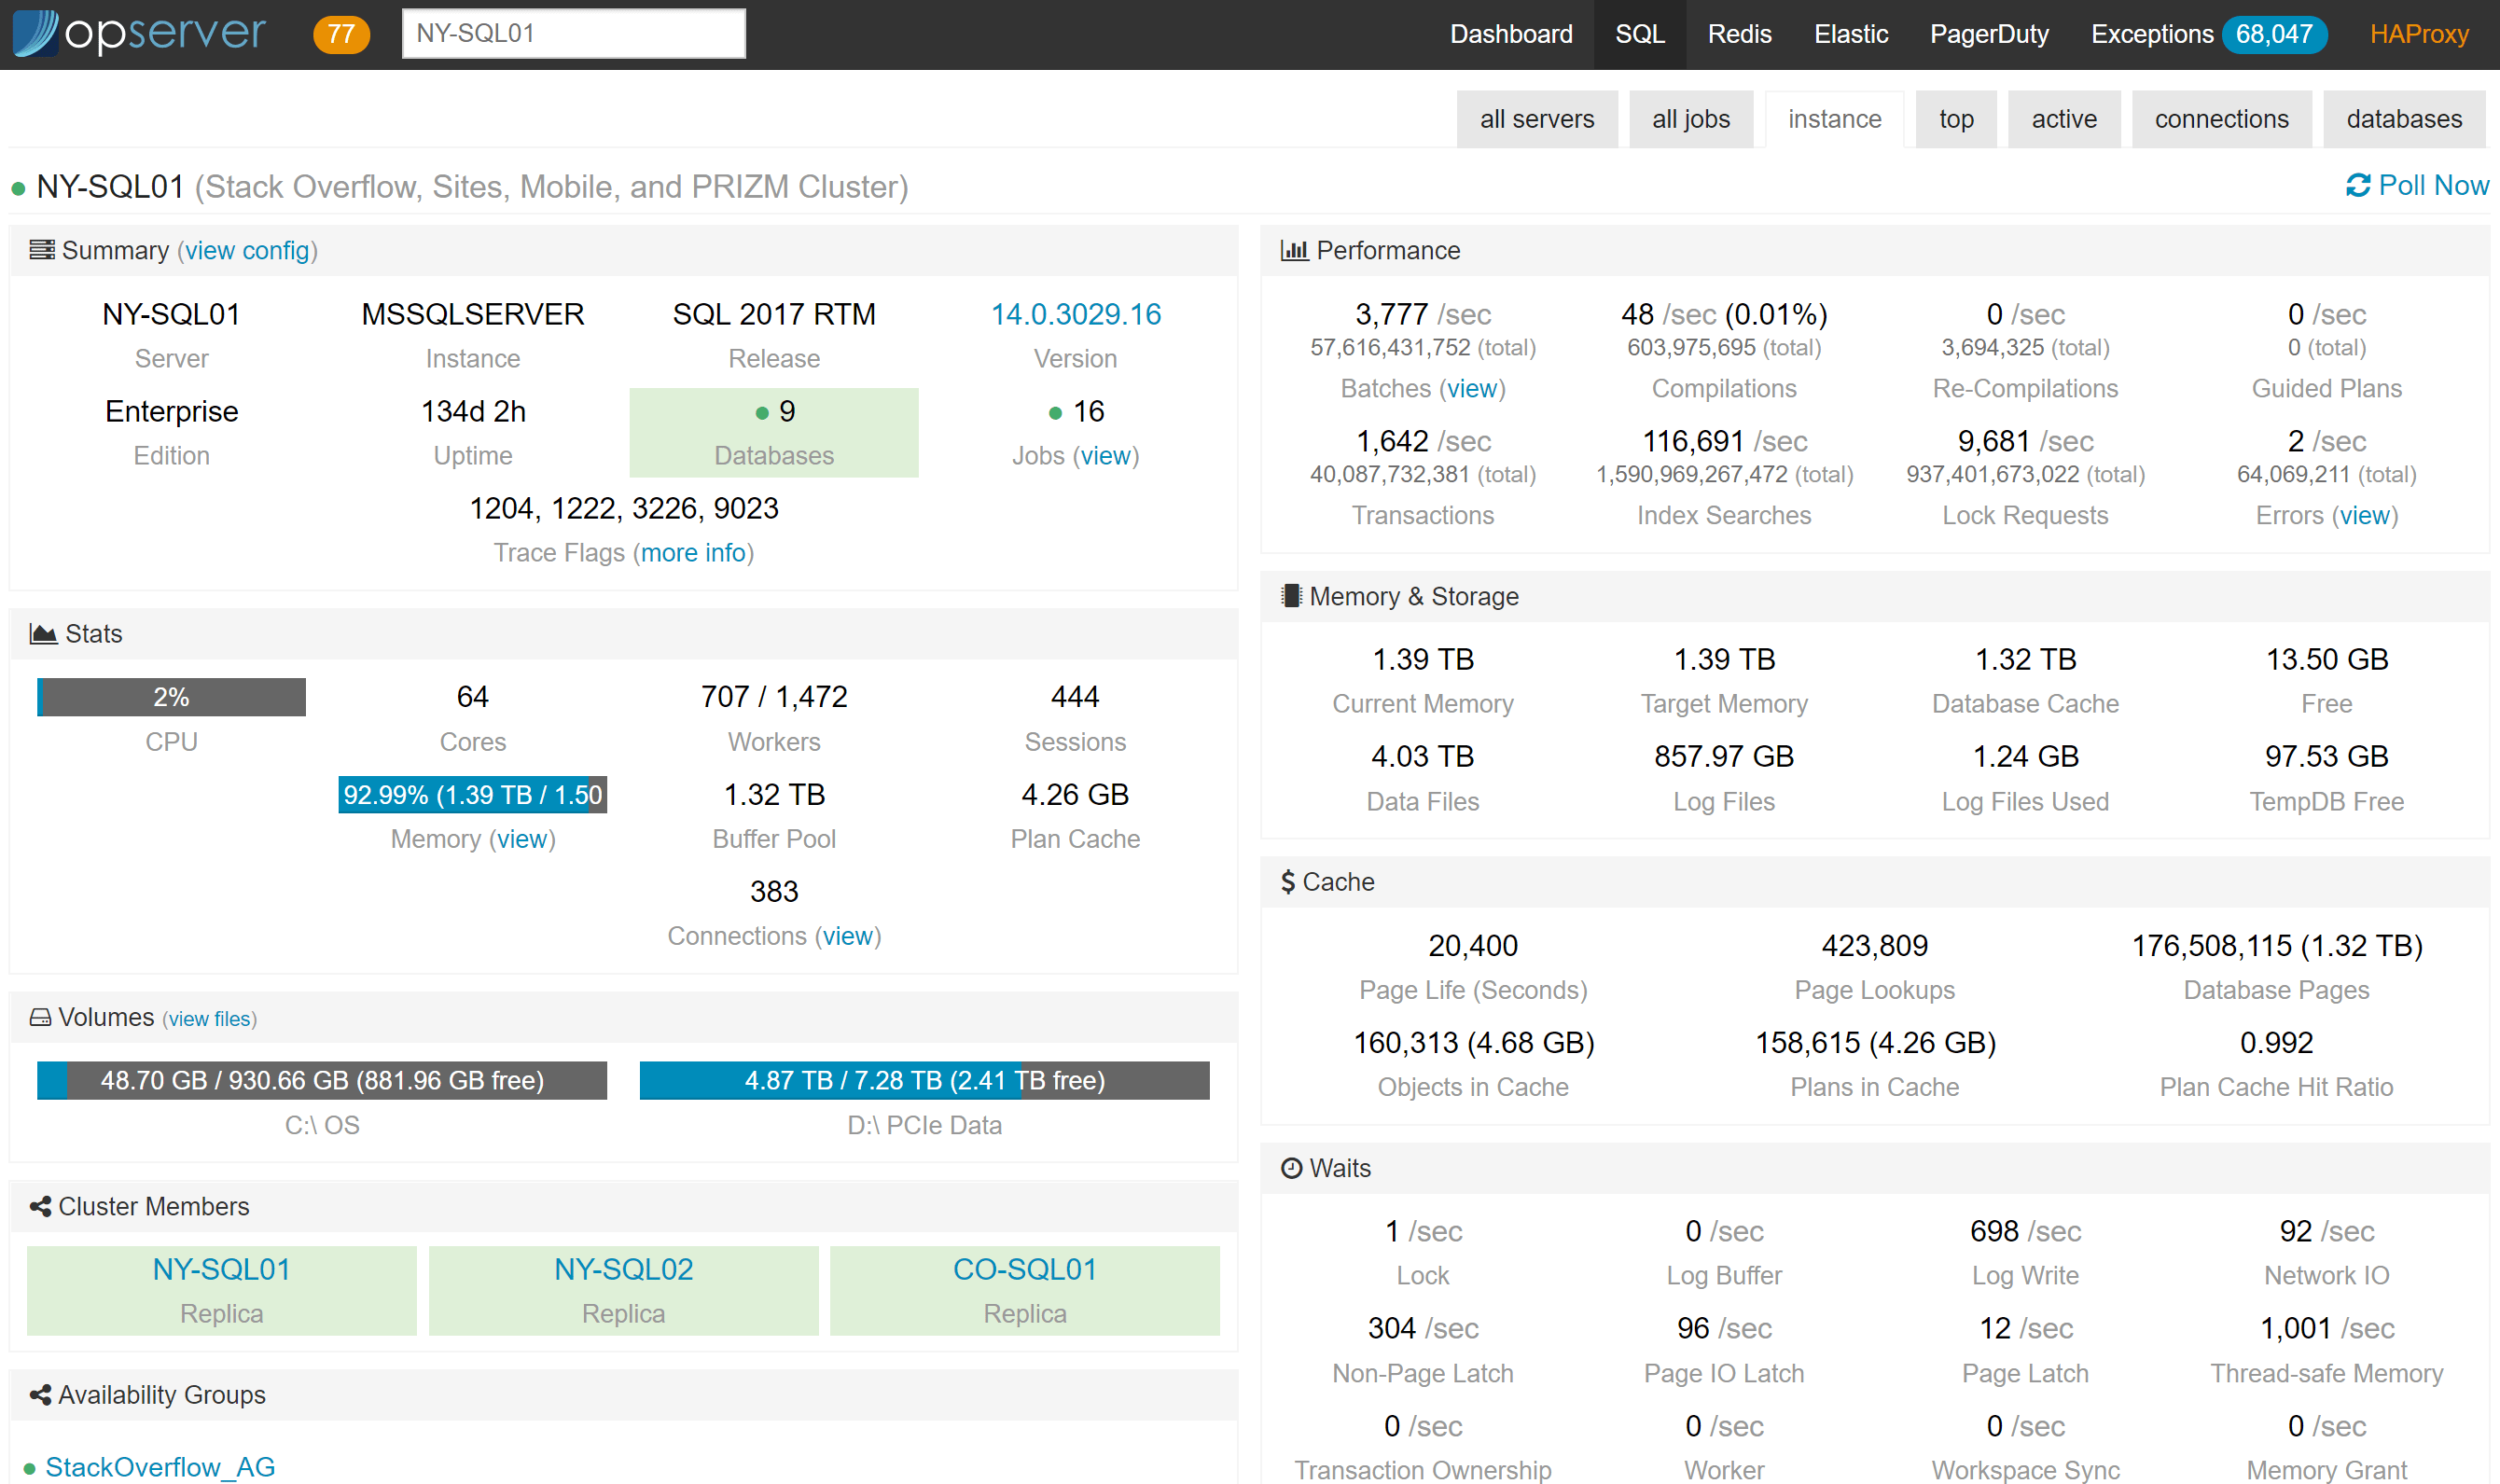 opserver 77 NY-SQL01 Dashboard SQL Redis Elastic PagerDuty Exceptions 68,047 HAProxy
all servers all jobs instance top active connections databases
NY-SQL01 (Stack Overflow, Sites, Mobile, and PRIZM Cluster) Poll Now
Summary (view config)
NY-SQL01 MSSQLSERVER SQL 2017 RTM 14.0.3029.16
Server Instance Release Version
Enterprise 134d 2h 9 16
Edition Uptime Databases Jobs (view)
1204, 1222, 3226, 9023
Trace Flags (more info)
Stats
2% 64 707 / 1,472 444
CPU Cores Workers Sessions
92.99% (1.39 TB / 1.50 1.32 TB 4.26 GB
Memory (view) Buffer Pool Plan Cache
383
Connections (view)
Volumes (view files)
48.70 GB / 930.66 GB (881.96 GB free) 4.87 TB / 7.28 TB (2.41 TB free)
C:\ OS D:\ PCIe Data
Cluster Members
NY-SQL01 NY-SQL02 CO-SQL01
Replica Replica Replica
Availability Groups
StackOverflow_AG
Performance
3,777 /sec 48 /sec (0.01%) 0 /sec 0 /sec
57,616,431,752 (total) 603,975,695 (total) 3,694,325 (total) 0 (total)
Batches (view) Compilations Re-Compilations Guided Plans
1,642 /sec 116,691 /sec 9,681 /sec 2 /sec
40,087,732,381 (total) 1,590,969,267,472 (total) 937,401,673,022 (total) 64,069,211 (total)
Transactions Index Searches Lock Requests Errors (view)
Memory & Storage
1.39 TB 1.39 TB 1.32 TB 13.50 GB
Current Memory Target Memory Database Cache Free
4.03 TB 857.97 GB 1.24 GB 97.53 GB
Data Files Log Files Log Files Used TempDB Free
$ Cache
20,400 423,809 176,508,115 (1.32 TB)
Page Life (Seconds) Page Lookups Database Pages
160,313 (4.68 GB) 158,615 (4.26 GB) 0.992
Objects in Cache Plans in Cache Plan Cache Hit Ratio
Waits
1 /sec 0 /sec 698 /sec 92 /sec
Lock Log Buffer Log Write Network IO
304 /sec 96 /sec 12 /sec 1,001 /sec
Non-Page Latch Page IO Latch Page Latch Thread-safe Memory
0 /sec 0 /sec 0 /sec 0 /sec
Transaction Ownership Worker Workspace Sync Memory Grant